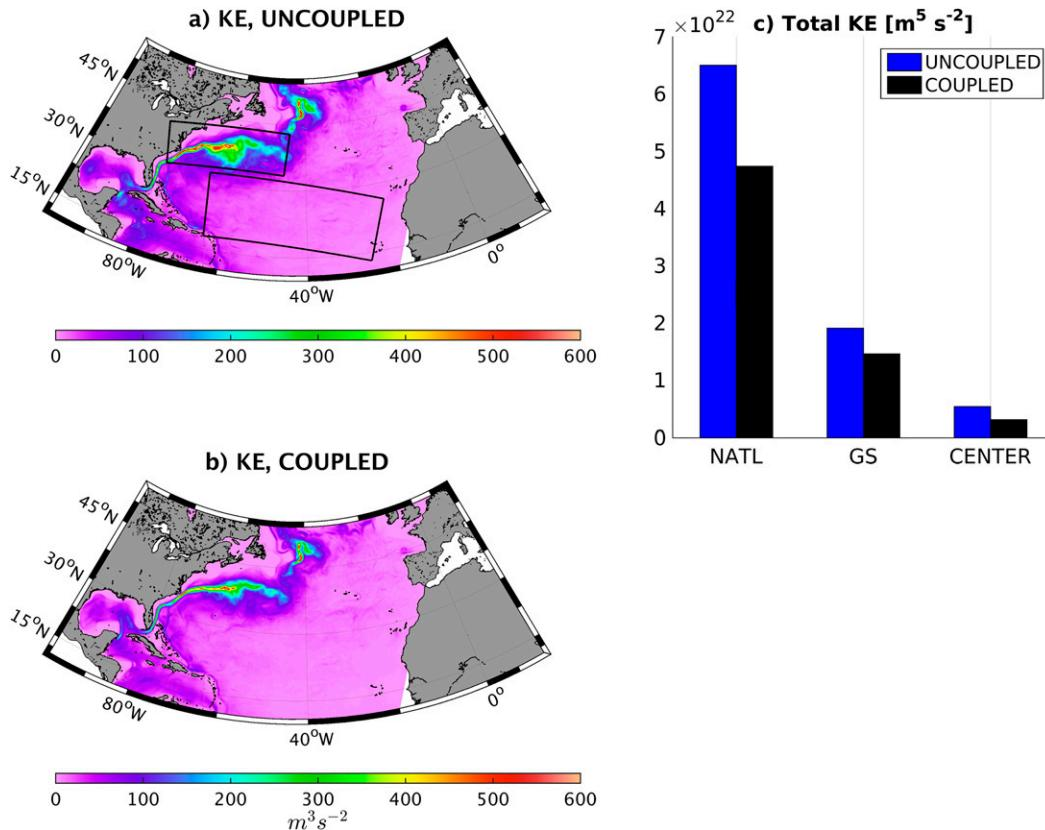 a) KE, UNCOUPLED
45°N
30°N
15°N
80°W
40°W
0°
0 100 200 300 400 500 600
b) KE, COUPLED
45°N
30°N
15°N
80°W
40°W
0°
0 100 200 300 400 500 600
m³s⁻²
×10²²
c) Total KE [m⁵ s⁻²]
7
6
5
4
3
2
1
0
UNCOUPLED
COUPLED
NATL GS CENTER